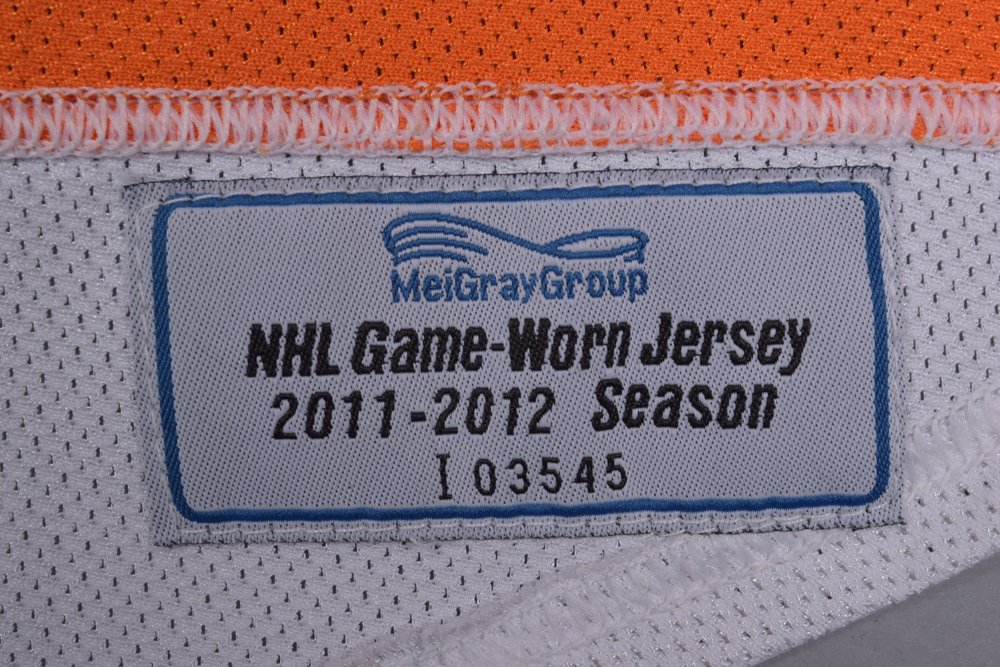 MeiGrayGroup
NHL Game-Worn Jersey
2011-2012 Season
I03545